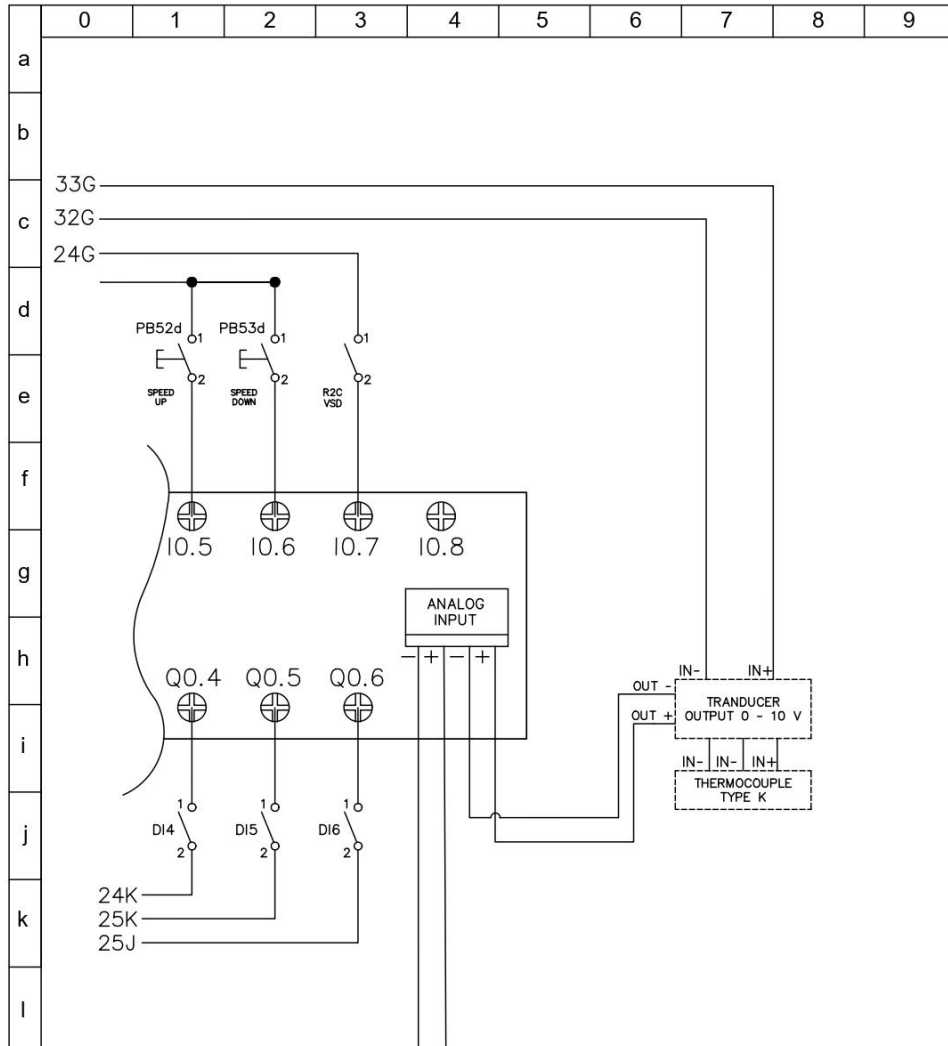 0 1 2 3 4 5 6 7 8 9
a
b
33G
c
32G
24G
d
PB52d 1 PB53d 1 1
e
2 2 2
SPEED UP
SPEED DOWN
R2C VSD
f
I0.5 I0.6 I0.7 I0.8
g
ANALOG
INPUT
h
- + - +
Q0.4 Q0.5 Q0.6
IN- IN+
OUT -
TRANDUCER
OUT + OUTPUT 0 - 10 V
i
IN- IN- IN+
THERMOCOUPLE
TYPE K
1 1 1
j
DI4 DI5 DI6
2 2 2
24K
k
25K
25J
l